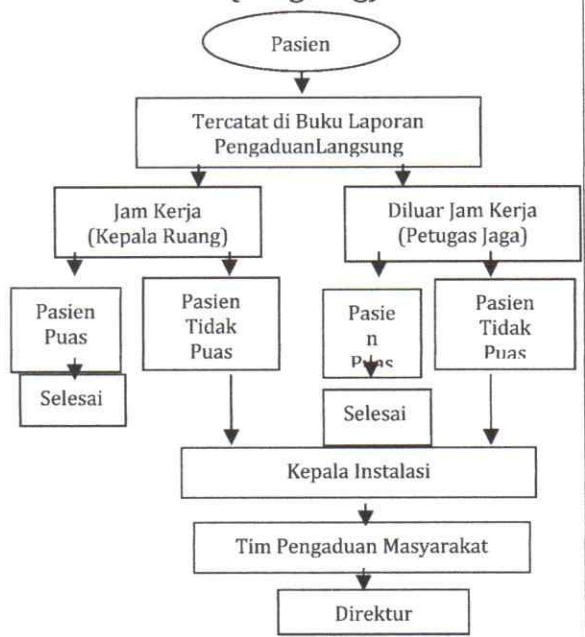 Pasien
Tercatat di Buku Laporan
PengaduanLangsung
Jam Kerja
(Kepala Ruang)
Diluar Jam Kerja
(Petugas Jaga)
Pasien
Puas
Pasien
Tidak
Puas
Pasie
n
Puas
Pasien
Tidak
Puas
Selesai
Selesai
Kepala Instalasi
Tim Pengaduan Masyarakat
Direktur